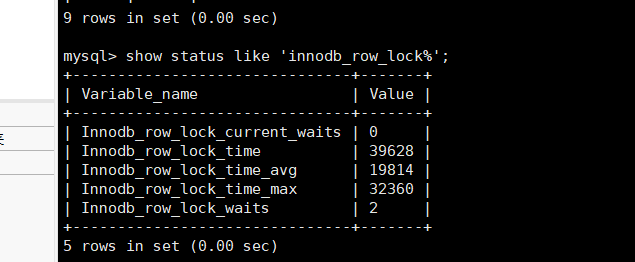 9 rows in set (0.00 sec)
mysql> show status like 'innodb_row_lock%';
+-------------------------------+-------+
| Variable_name                 | Value |
+-------------------------------+-------+
| Innodb_row_lock_current_waits | 0     |
| Innodb_row_lock_time          | 39628 |
| Innodb_row_lock_time_avg      | 19814 |
| Innodb_row_lock_time_max      | 32360 |
| Innodb_row_lock_waits         | 2     |
+-------------------------------+-------+
5 rows in set (0.00 sec)